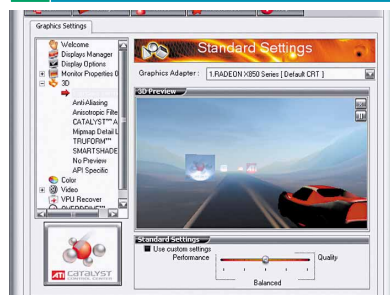 Graphics Settings
Welcome
Displays Manager
Display Options
Monitor Properties 0
3D
Anti-Aliasing
Anisotropic Filte
CATALYST™ A
Mipmap Detail L
TRUFORM™
SMARTSHADE
No Preview
API Specific
Color
Video
VPU Recover
OVERDRIVE™
ATI CATALYST
CONTROL CENTER
Standard Settings
Graphics Adapter :
1.RADEON X850 Series [ Default CRT ]
3D Preview
Standard Settings
Use custom settings
Performance
Quality
Balanced